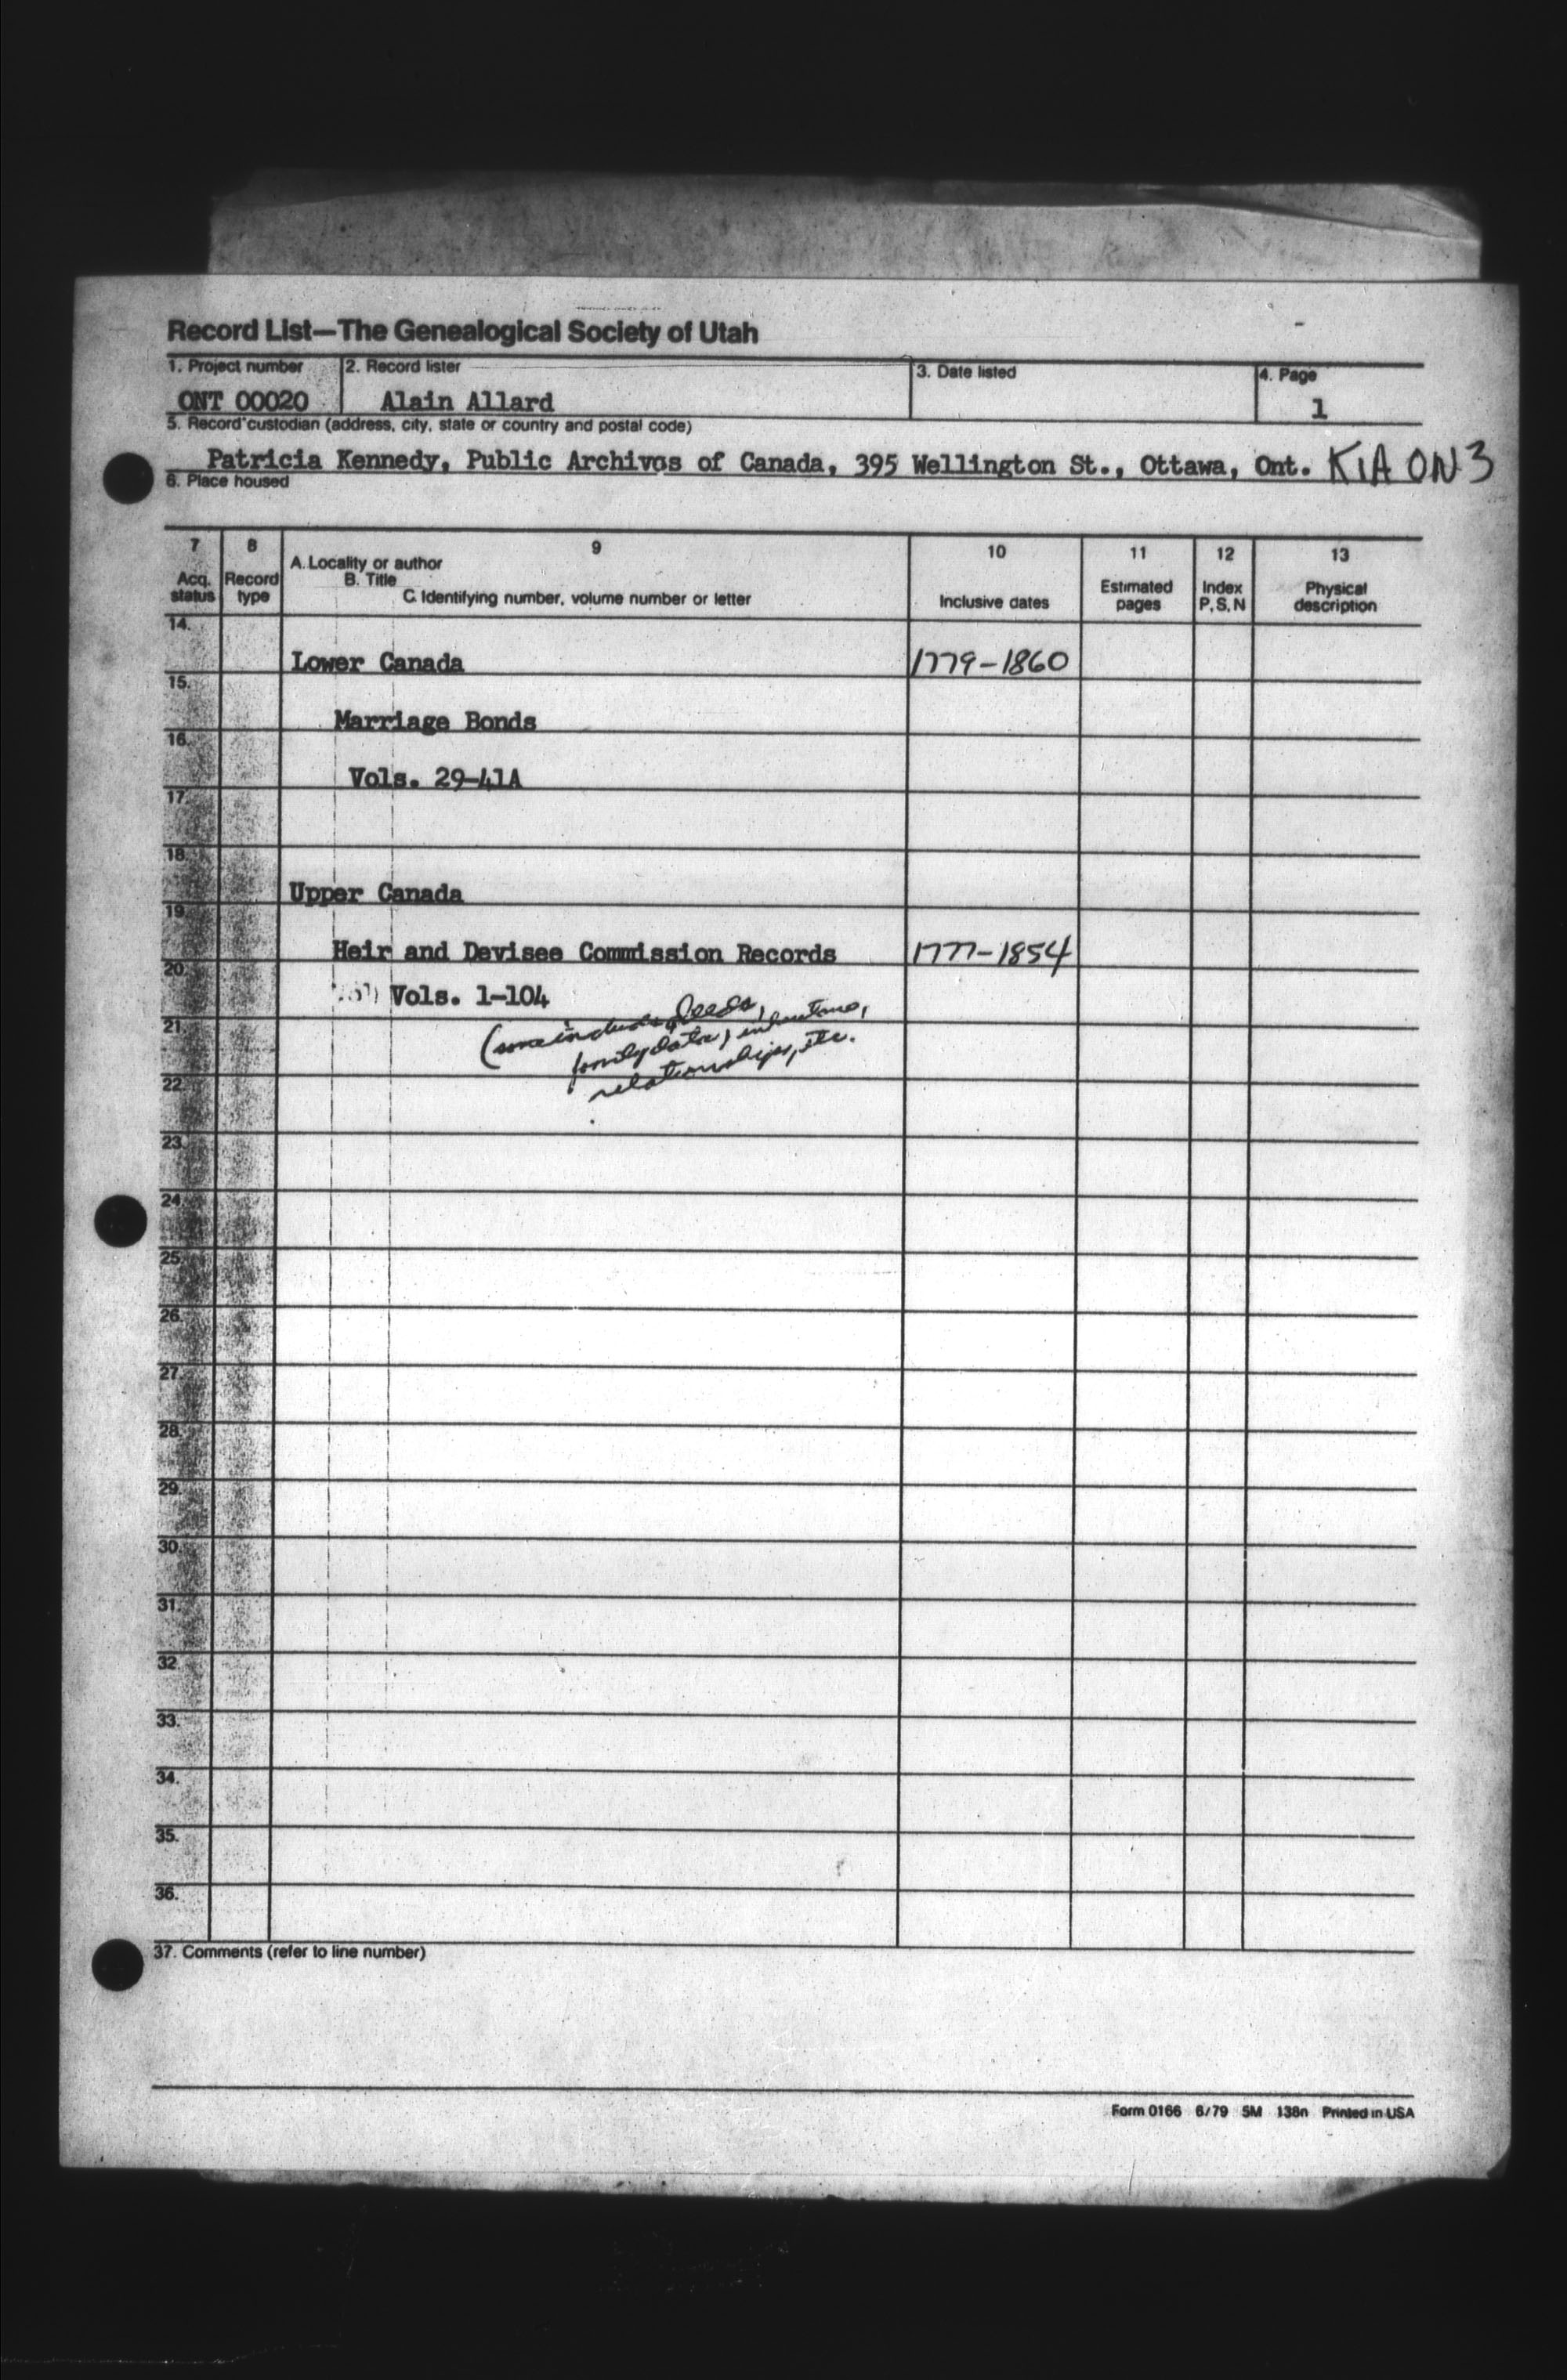 Record List—The Genealogical Society of Utah
1. Project number 2. Record lister 3. Date listed 4. Page
ONT 00020 Alain Allard 1
5. Record custodian (address, city, state or country and postal code)
Patricia Kennedy, Public Archives of Canada, 395 Wellington St., Ottawa, Ont. K1A ON3
6. Place housed
7 8 9 10 11 12 13
A. Locality or author
Acq. status Record type B. Title Estimated pages Index P, S, N Physical description
C. Identifying number, volume number or letter Inclusive dates
14.
Lower Canada 1779-1860
15.
Marriage Bonds
16.
Vols. 29-41A
17.
18.
Upper Canada
19.
Heir and Devisee Commission Records 1777-1854
20.
Vols. 1-104
21.
(some include deeds,
family data, inheritance,
relationships, etc.
22.
23.
24.
25.
26.
27.
28.
29.
30.
31.
32.
33.
34.
35.
36.
37. Comments (refer to line number)
Form 0166 6/79 5M 138n Printed in USA